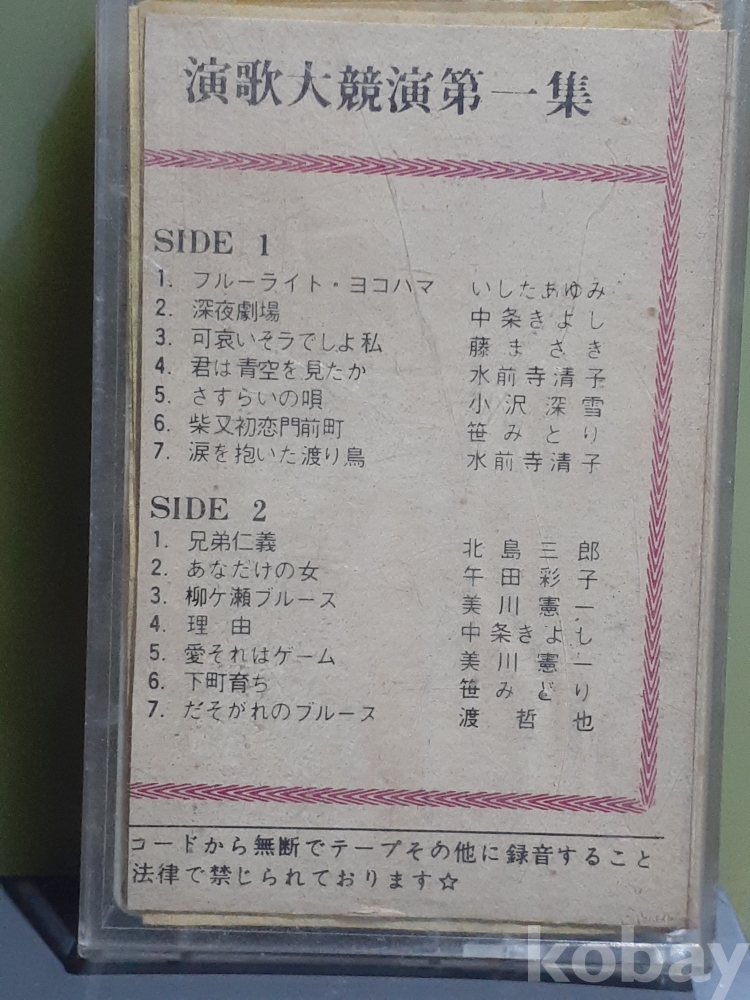 演歌大競演第一集
SIDE 1
1. フルーライト・ヨコハマ いしたあゆみ
2. 深夜劇場 中条きよし
3. 可哀いそラでしよ私 藤まさき
4. 君は青空を見たか 水前寺清子
5. さすらいの唄 小沢深雪
6. 柴又初恋門前町 笹みとり
7. 涙を抱いた渡り鳥 水前寺清子
SIDE 2
1. 兄弟仁義 北島三郎
2. あなだけの女 午田彩子
3. 柳ケ瀬ブルース 美川憲一
4. 理由 中条きよし
5. 愛それはゲーム 美川憲一
6. 下町育ち 笹みどり
7. だそがれのブルース 渡哲也
コードから無断でテープその他に録音すること
法律で禁じられております☆
kobay